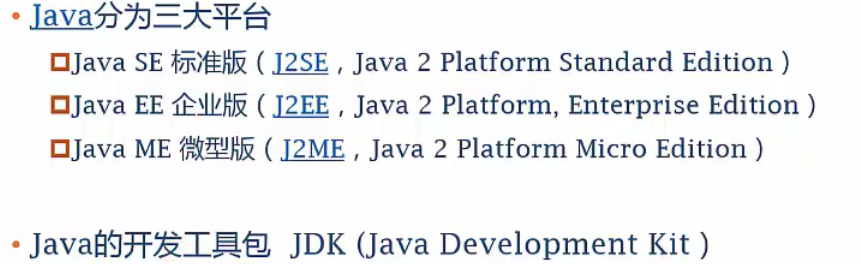 • Java分为三大平台
Java SE 标准版（J2SE，Java 2 Platform Standard Edition）
Java EE 企业版（J2EE，Java 2 Platform, Enterprise Edition）
Java ME 微型版（J2ME，Java 2 Platform Micro Edition）
• Java的开发工具包 JDK (Java Development Kit）